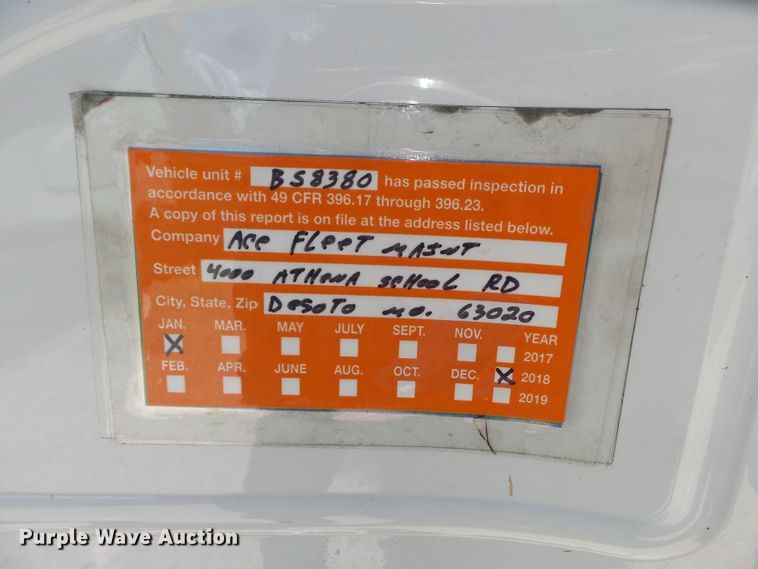 Vehicle unit # BS8380 has passed inspection in
accordance with 49 CFR 396.17 through 396.23.
A copy of this report is on file at the address listed below.
Company ACE FLEET MAINT
Street 4000 ATHENA SCHOOL RD
City, State, Zip DESOTO MO. 63020
JAN. MAR. MAY JULY SEPT. NOV. YEAR
X 2017
FEB. APR. JUNE AUG. OCT. DEC. X 2018
2019
Purple Wave Auction